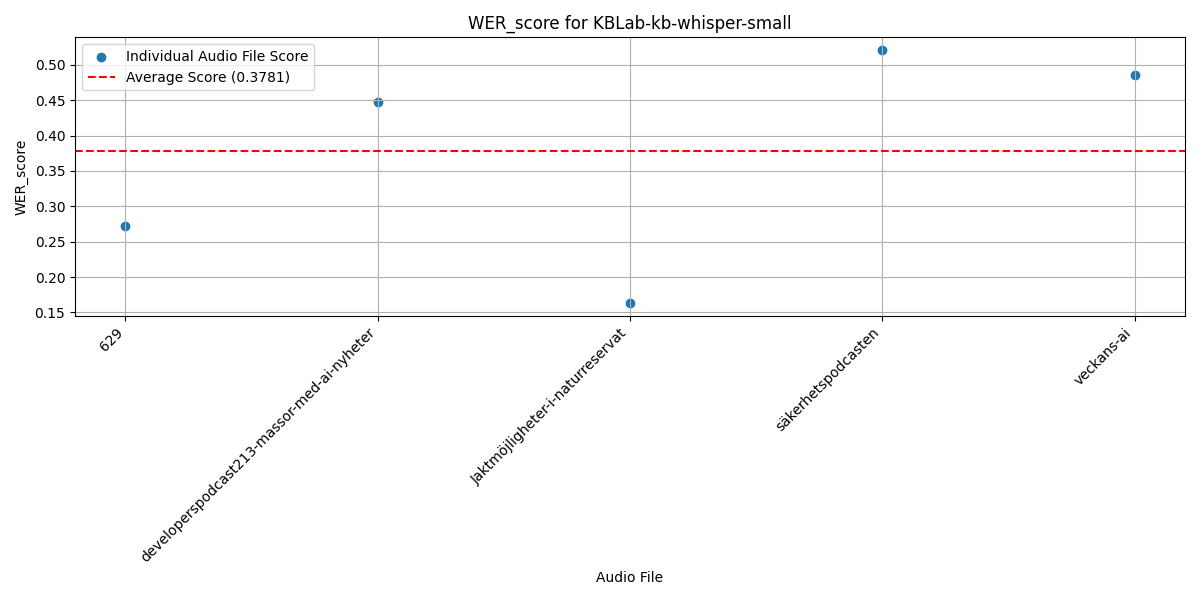 WER_score for KBLab-kb-whisper-small
Individual Audio File Score
Average Score (0.3781)
WER_score
0.50
0.45
0.40
0.35
0.30
0.25
0.20
0.15
629
developerspodcast213-massor-med-ai-nyheter
Jaktmöjligheter-i-naturreservat
säkerhetspodcasten
veckans-ai
Audio File